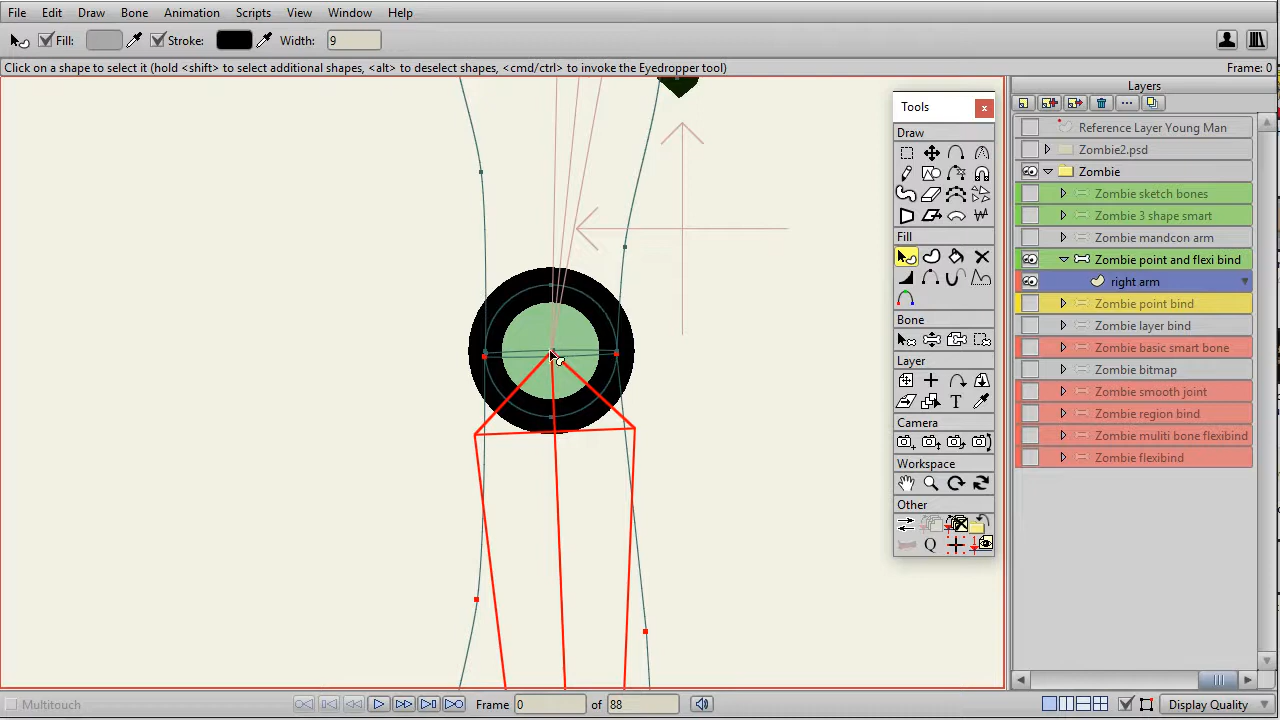 File Edit Draw Bone Animation Scripts View Window Help
Fill: Stroke: Width: 9
Click on a shape to select it (hold <shift> to select additional shapes, <alt> to deselect shapes, <cmd/ctrl> to invoke the Eyedropper tool) Frame: 0
Layers
Tools
Draw
Fill
Bone
Layer
T
Camera
Workspace
Other
Q
Reference Layer Young Man
Zombie2.psd
Zombie
Zombie sketch bones
Zombie 3 shape smart
Zombie mandcon arm
Zombie point and flexi bind
right arm
Zombie point bind
Zombie layer bind
Zombie basic smart bone
Zombie bitmap
Zombie smooth joint
Zombie region bind
Zombie muliti bone flexibind
Zombie flexibind
Multitouch Frame 0 of 88 Display Quality